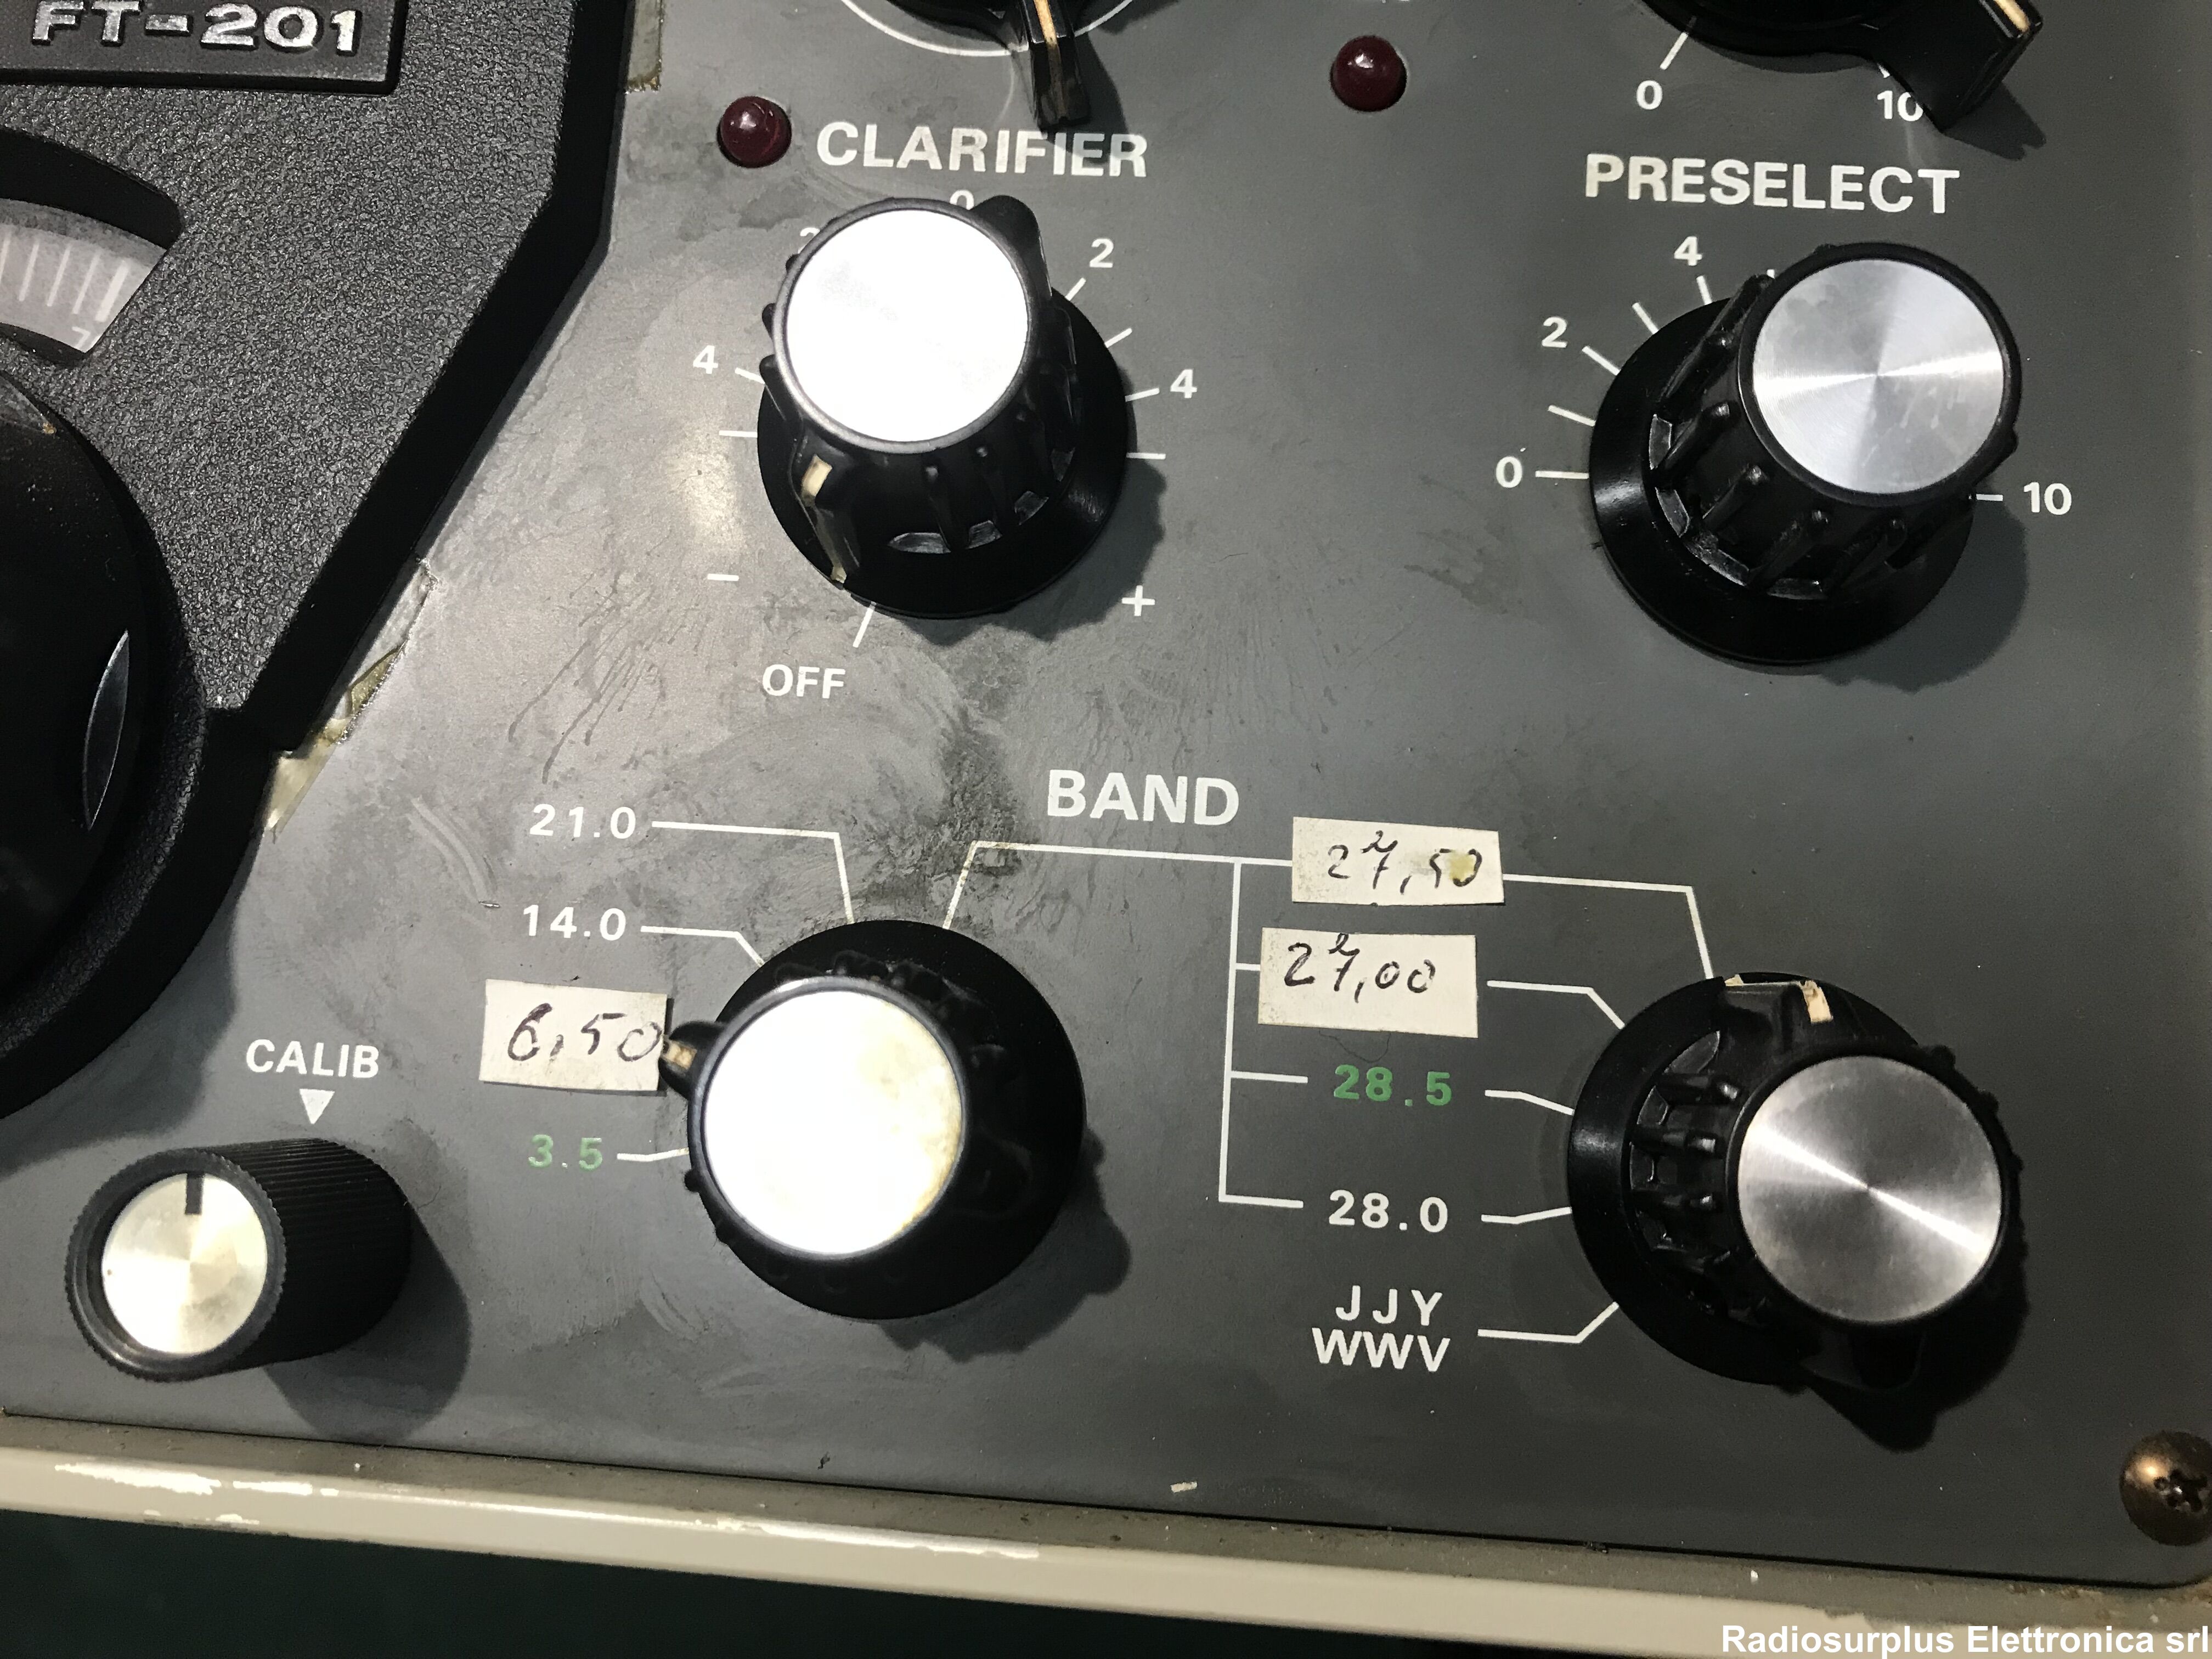 FT-201
0
10
CLARIFIER
PRESELECT
0
2
4
2
4
4
2
0
10
−
+
OFF
BAND
21.0
27,50
14.0
27,00
6,50
CALIB
28.5
3.5
28.0
JJY
WWV
Radiosurplus Elettronica srl